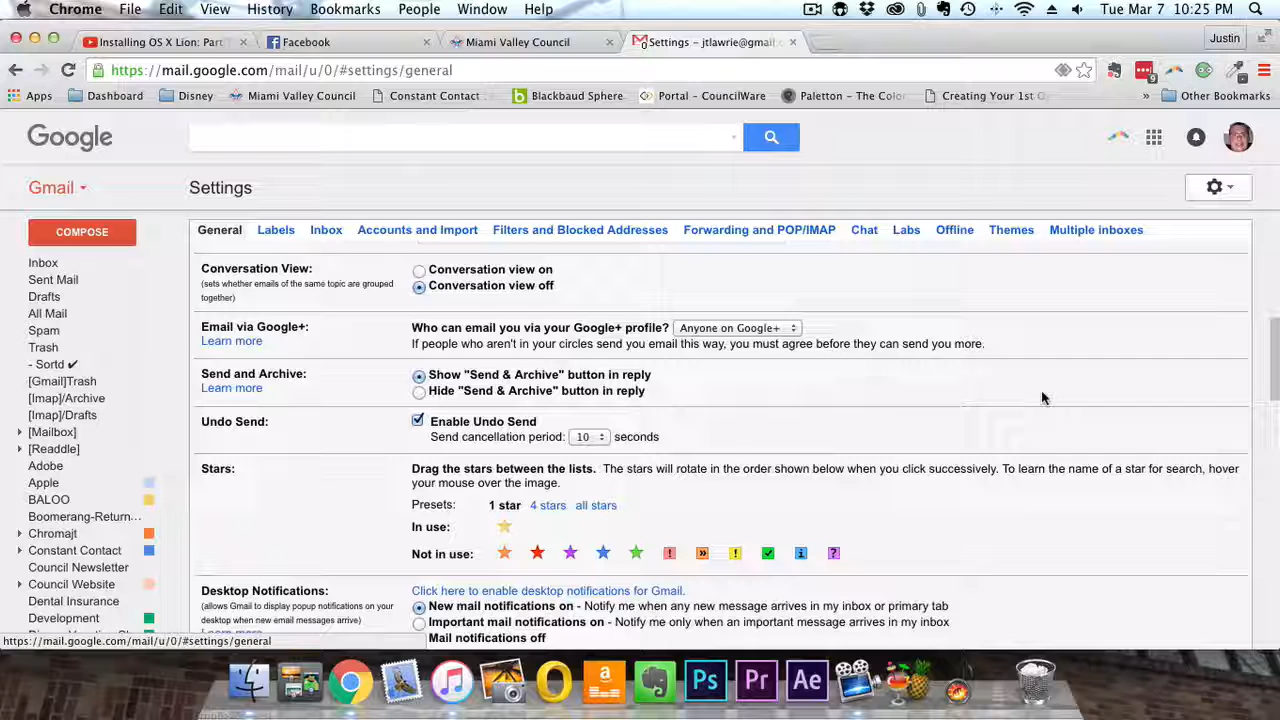 Chrome File Edit View History Bookmarks People Window Help Tue Mar 7 10:25 PM
Installing OS X Lion: Part Facebook Miami Valley Council Settings - jtlawrie@gmail. Justin
https://mail.google.com/mail/u/0/#settings/general 9
Apps Dashboard Disney Miami Valley Council Constant Contact Blackbaud Sphere Portal - CouncilWare Paletton - The Color Creating Your 1st » Other Bookmarks
Google
Gmail Settings
COMPOSE
General Labels Inbox Accounts and Import Filters and Blocked Addresses Forwarding and POP/IMAP Chat Labs Offline Themes Multiple inboxes
Inbox
Sent Mail
Drafts
All Mail
Spam
Trash
- Sortd ✔
[Gmail]Trash
[Imap]/Archive
[Imap]/Drafts
[Mailbox]
[Readdle]
Adobe
Apple
BALOO
Boomerang-Return...
Chromajt
Constant Contact
Council Newsletter
Council Website
Dental Insurance
Development
Conversation View:
(sets whether emails of the same topic are grouped
together)
Conversation view on
Conversation view off
Email via Google+:
Learn more
Who can email you via your Google+ profile? Anyone on Google+
If people who aren't in your circles send you email this way, you must agree before they can send you more.
Send and Archive:
Learn more
Show "Send & Archive" button in reply
Hide "Send & Archive" button in reply
Undo Send:
Enable Undo Send
Send cancellation period: 10 seconds
Stars:
Drag the stars between the lists. The stars will rotate in the order shown below when you click successively. To learn the name of a star for search, hover
your mouse over the image.
Presets: 1 star 4 stars all stars
In use:
Not in use: ! » ! ✔ i ?
Desktop Notifications:
(allows Gmail to display popup notifications on your
desktop when new email messages arrive)
Learn more
Click here to enable desktop notifications for Gmail.
New mail notifications on - Notify me when any new message arrives in my inbox or primary tab
Important mail notifications on - Notify me only when an important message arrives in my inbox
Mail notifications off
https://mail.google.com/mail/u/0/#settings/general
Ps Pr Ae